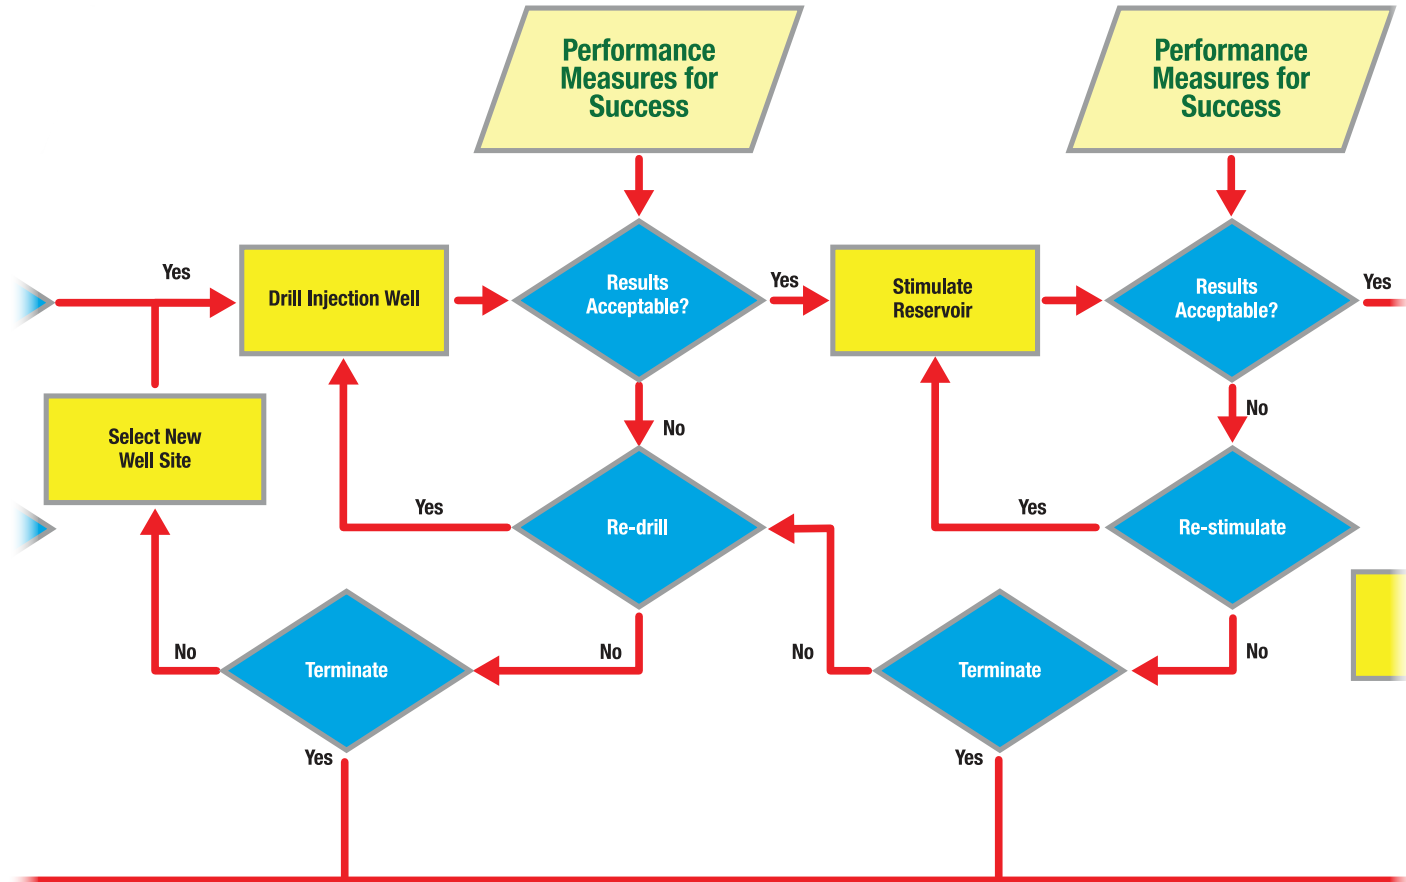 Performance
Measures for
Success
Performance
Measures for
Success
Yes
Drill Injection Well
Results
Acceptable?
Yes
Stimulate
Reservoir
Results
Acceptable?
Yes
No
No
Select New
Well Site
Yes
Re-drill
Yes
Re-stimulate
No
Terminate
No
No
Terminate
No
Yes
Yes